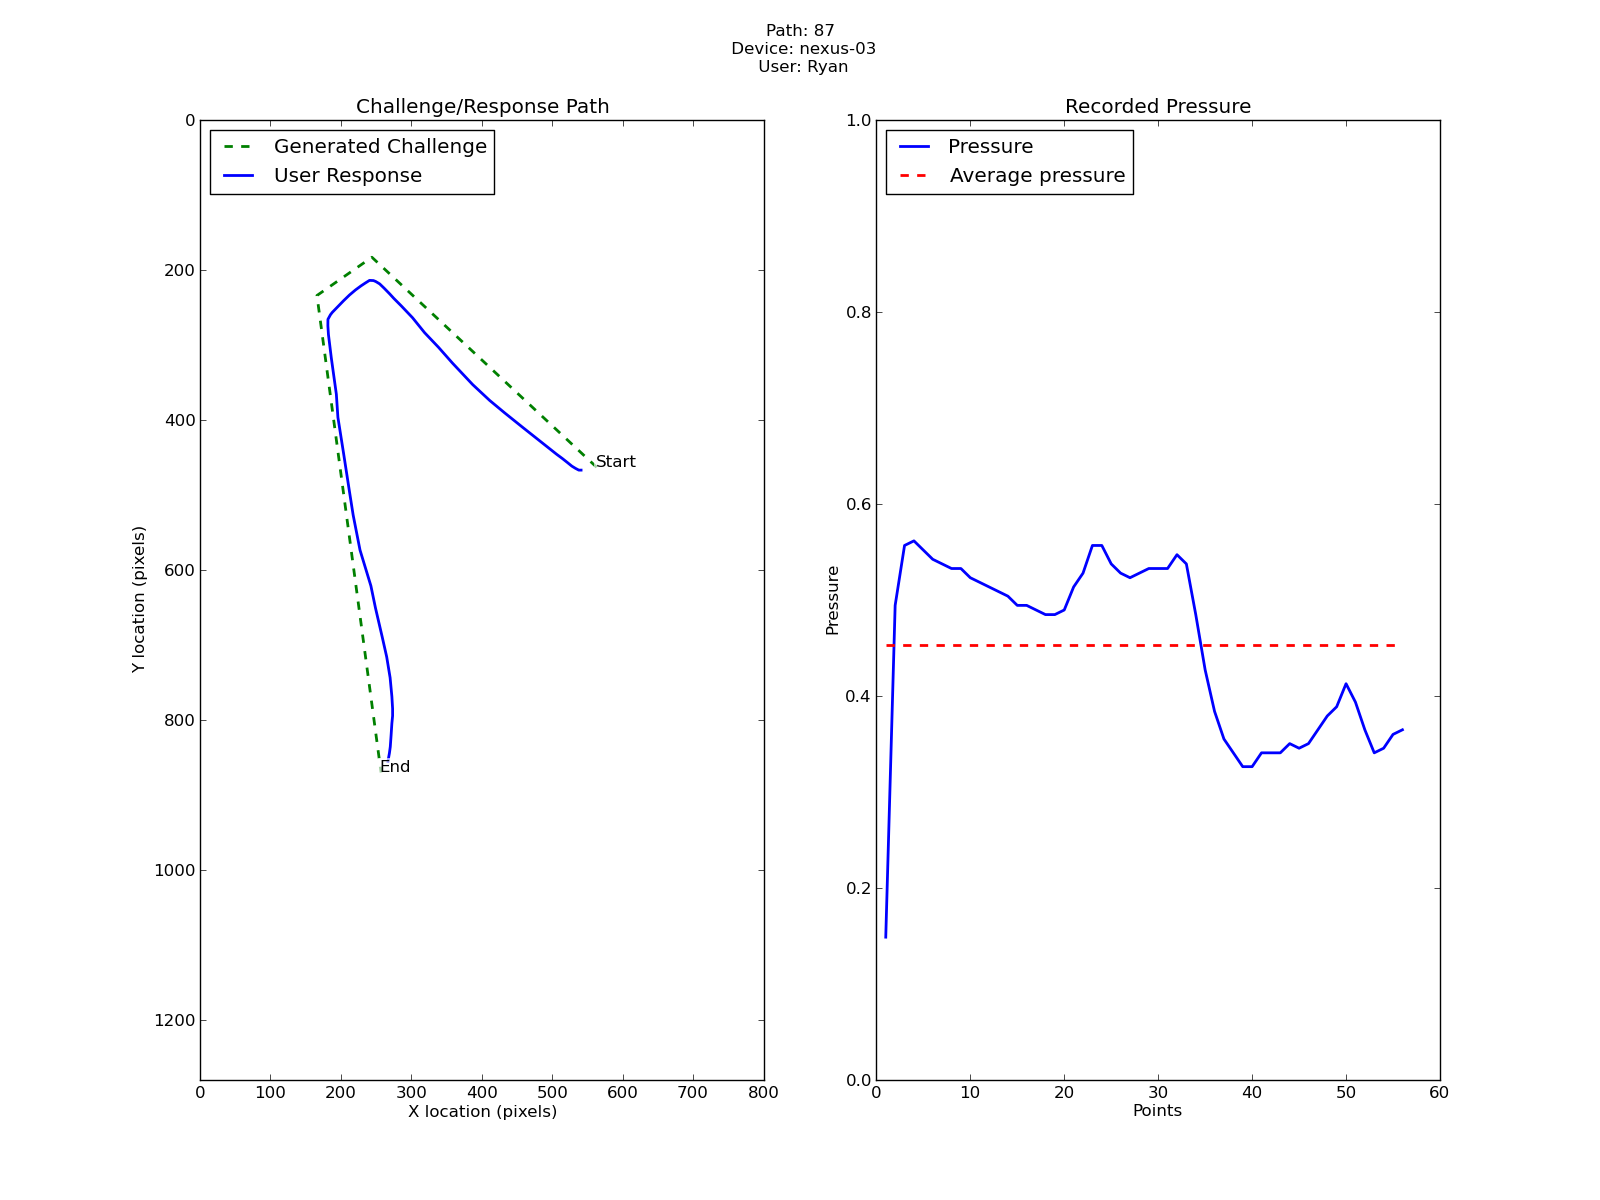 Path: 87
Device: nexus-03
User: Ryan
Challenge/Response Path
Generated Challenge
User Response
0
200
400
600
800
1000
1200
Y location (pixels)
Start
End
0 100 200 300 400 500 600 700 800
X location (pixels)
Recorded Pressure
Pressure
Average pressure
1.0
0.8
0.6
0.4
0.2
0.0
Pressure
0 10 20 30 40 50 60
Points